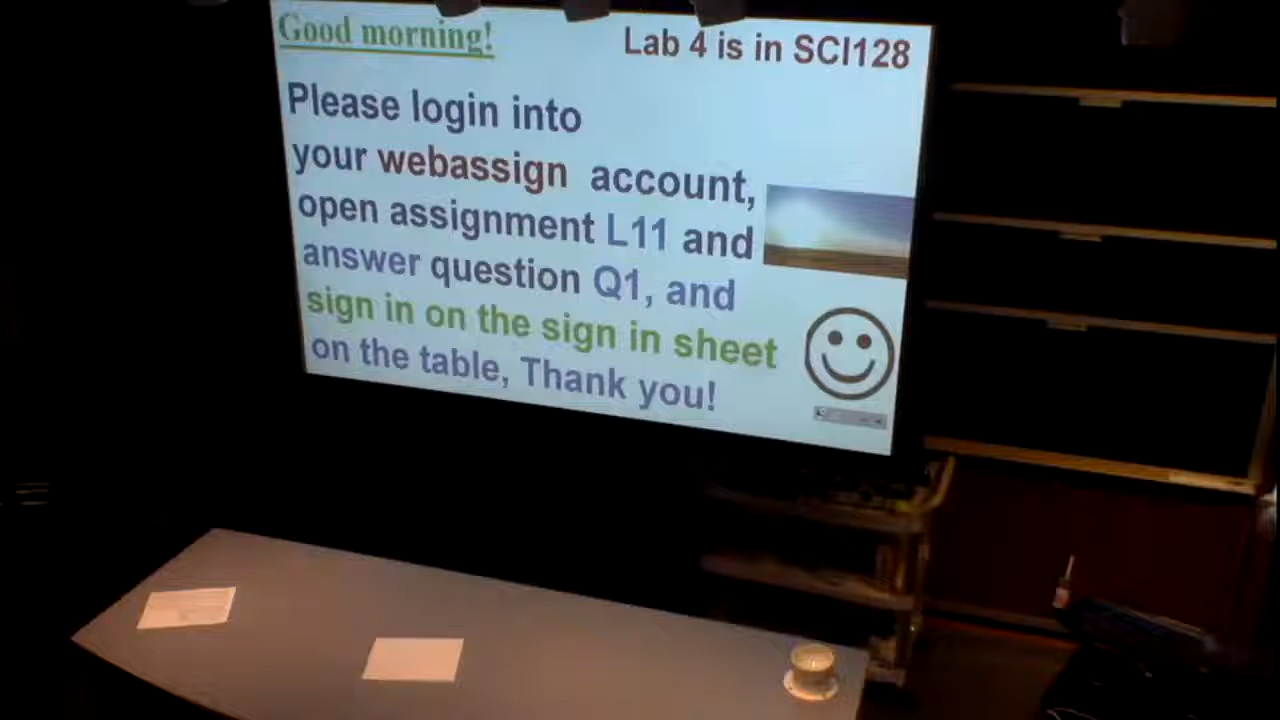 Good morning!
Lab 4 is in SCI128
Please login into
your webassign account,
open assignment L11 and
answer question Q1, and
sign in on the sign in sheet
on the table, Thank you!